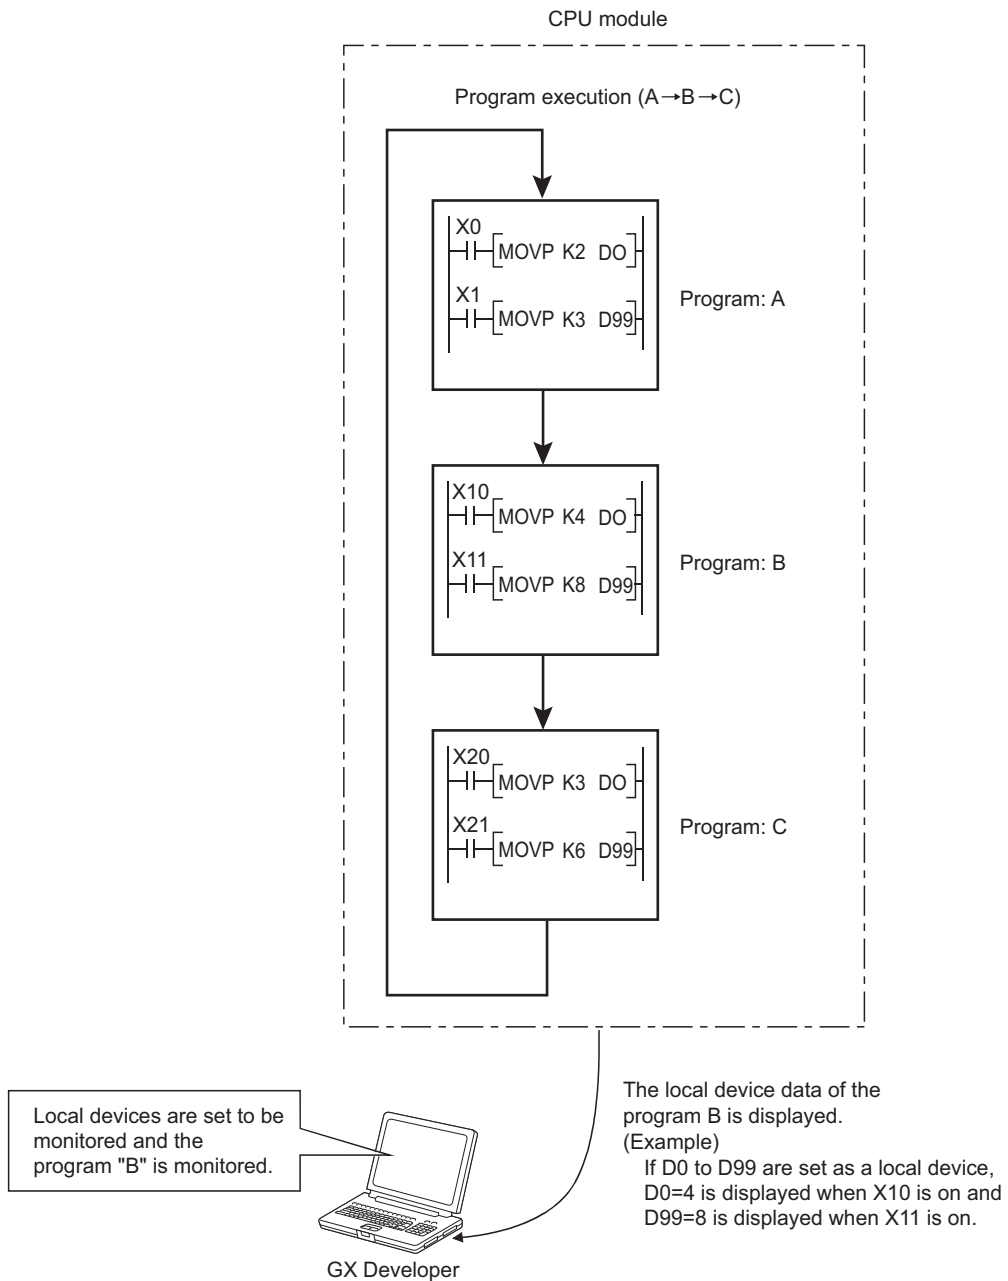 CPU module
Program execution (A→B→C)
X0
MOVP K2 DO
X1
MOVP K3 D99
Program: A
X10
MOVP K4 DO
X11
MOVP K8 D99
Program: B
X20
MOVP K3 DO
X21
MOVP K6 D99
Program: C
Local devices are set to be
monitored and the
program "B" is monitored.
The local device data of the
program B is displayed.
(Example)
If D0 to D99 are set as a local device,
D0=4 is displayed when X10 is on and
D99=8 is displayed when X11 is on.
GX Developer